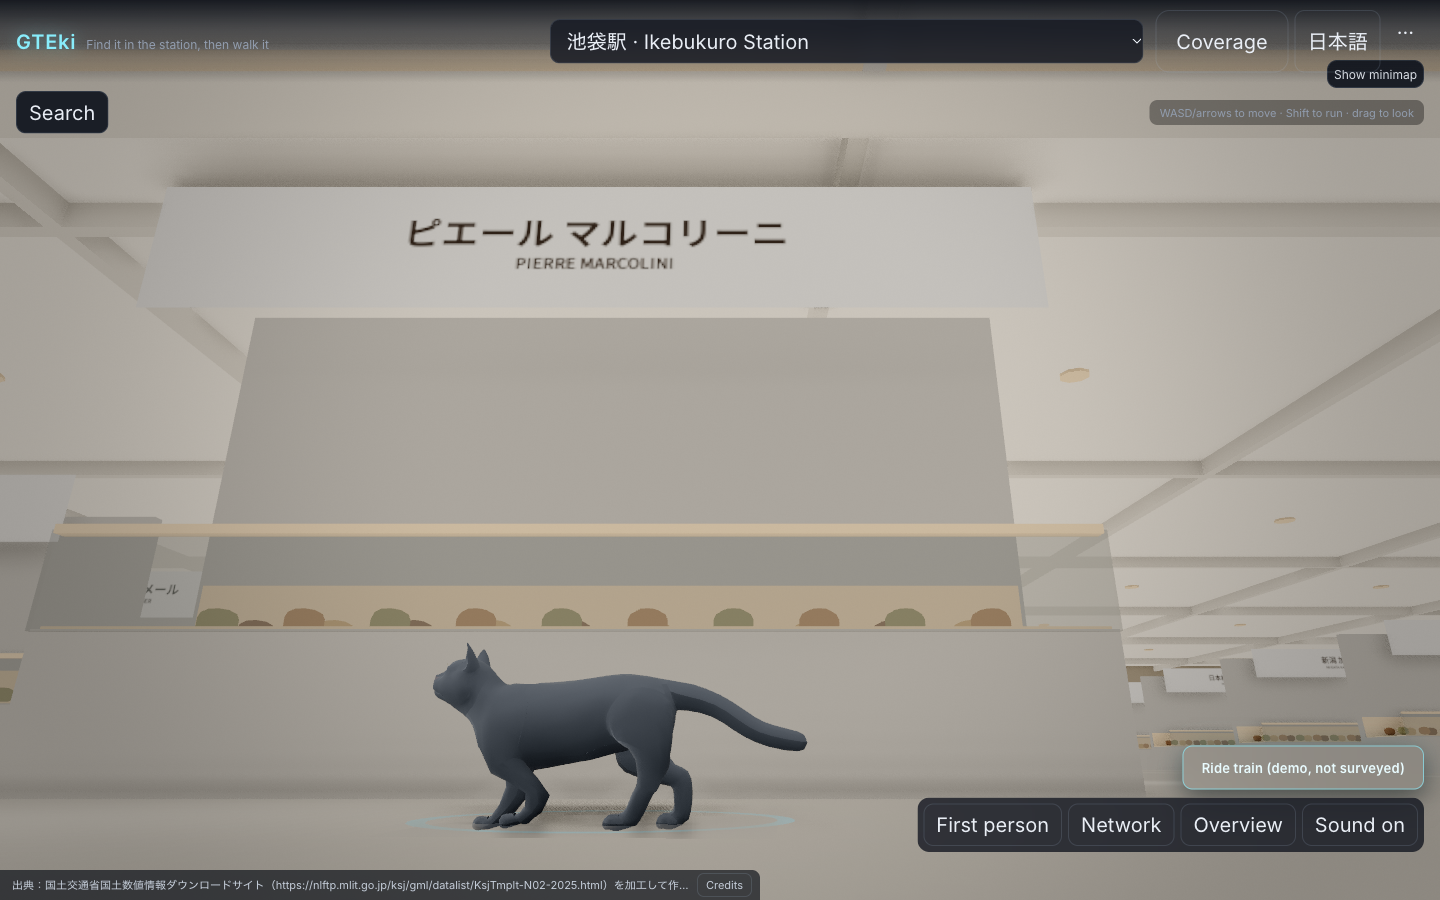 GTEki Find it in the station, then walk it
池袋駅 · Ikebukuro Station
Coverage
日本語
Show minimap
Search
WASD/arrows to move · Shift to run · drag to look
ピエール マルコリーニ
PIERRE MARCOLINI
メール
新潟
日本
Ride train (demo, not surveyed)
First person
Network
Overview
Sound on
出典：国土交通省国土数値情報ダウンロードサイト（https://nlftp.mlit.go.jp/ksj/gml/datalist/KsjTmplt-N02-2025.html）を加工して作...
Credits